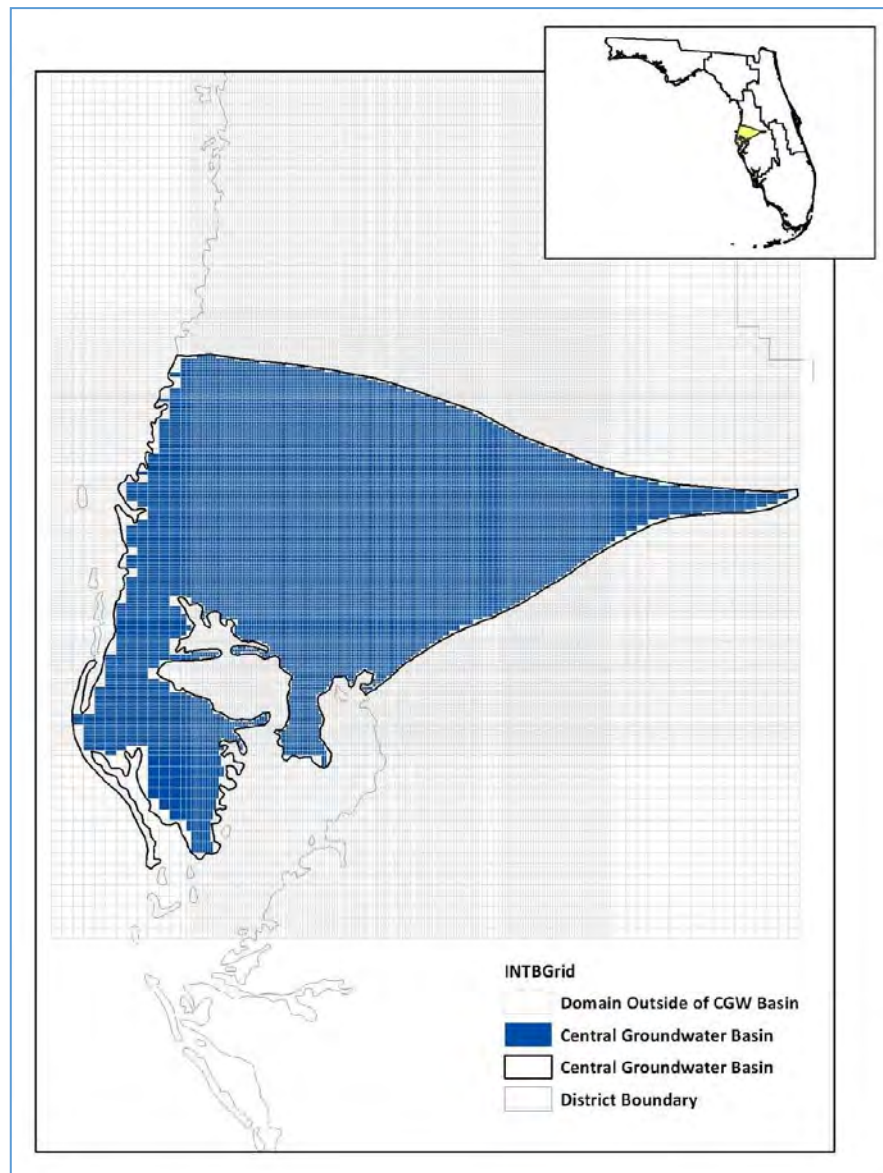 INTBGrid
Domain Outside of CGW Basin
Central Groundwater Basin
Central Groundwater Basin
District Boundary